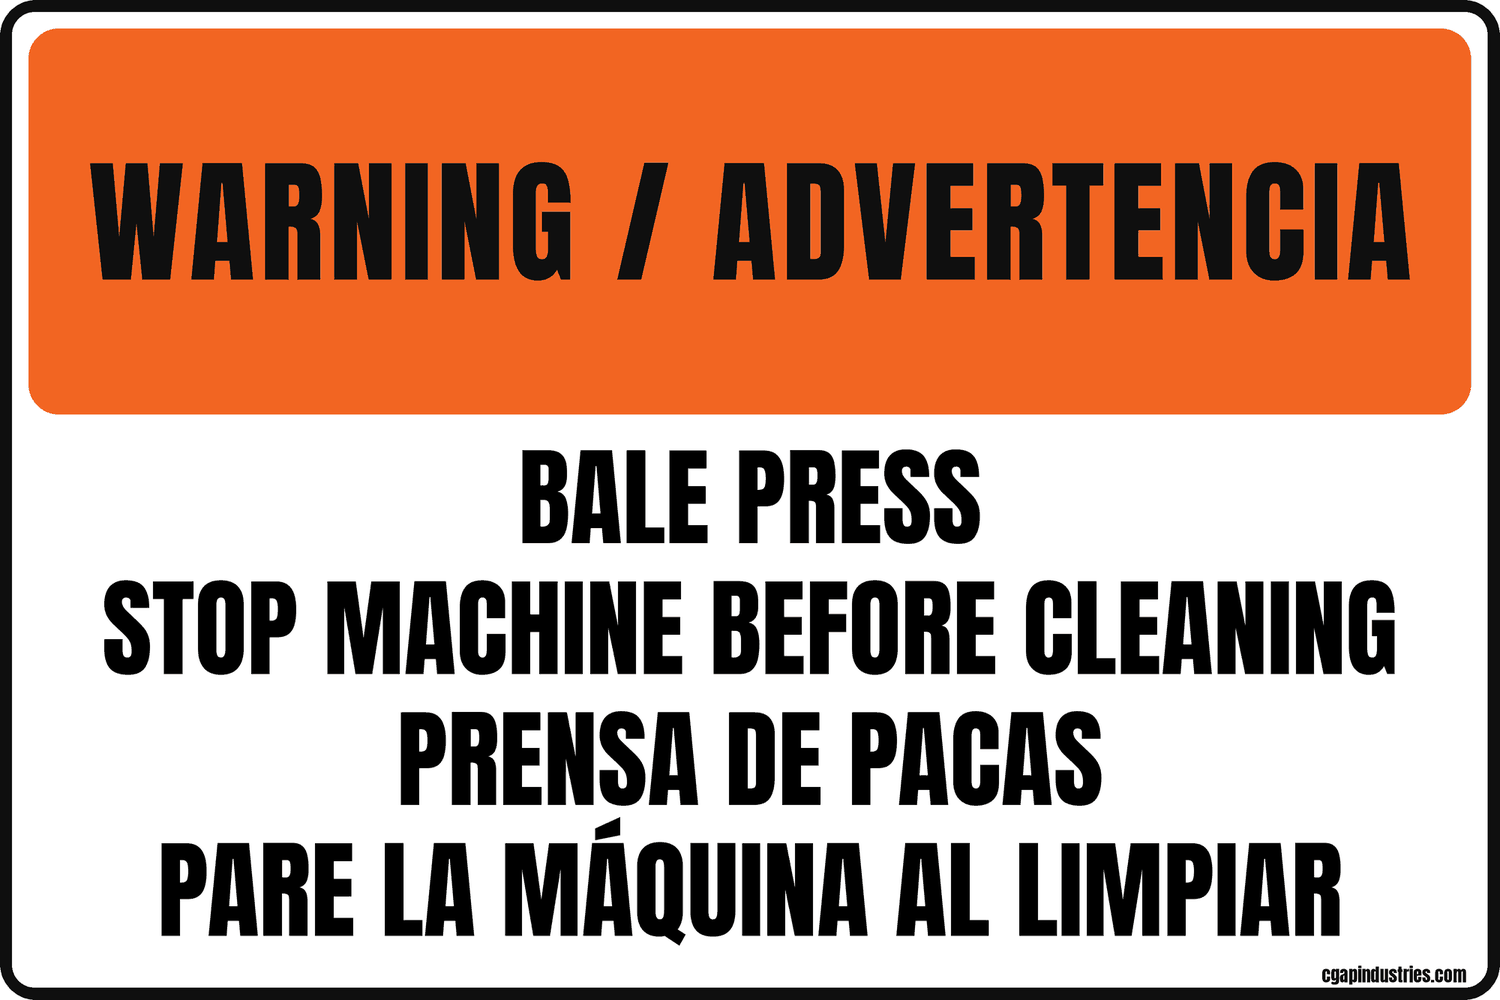 WARNING / ADVERTENCIA
BALE PRESS
STOP MACHINE BEFORE CLEANING
PRENSA DE PACAS
PARE LA MÁQUINA AL LIMPIAR
cgapindustries.com